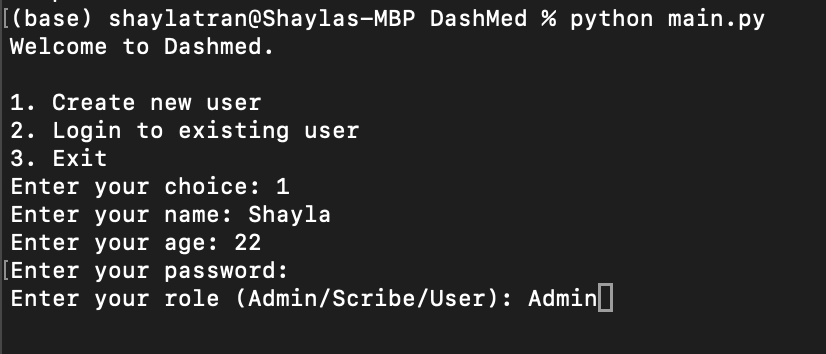 [(base) shaylatran@Shaylas-MBP DashMed % python main.py
Welcome to Dashmed.
1. Create new user
2. Login to existing user
3. Exit
Enter your choice: 1
Enter your name: Shayla
Enter your age: 22
[Enter your password:
Enter your role (Admin/Scribe/User): Admin